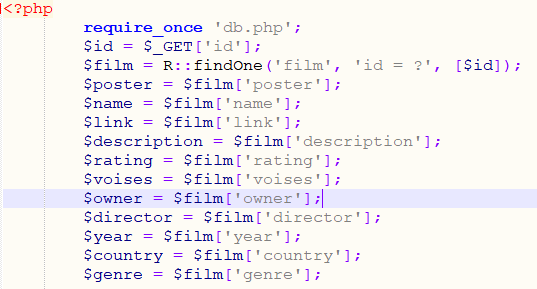 <?php
require_once 'db.php';
$id = $_GET['id'];
$film = R::findOne('film', 'id = ?', [$id]);
$poster = $film['poster'];
$name = $film['name'];
$link = $film['link'];
$description = $film['description'];
$rating = $film['rating'];
$voises = $film['voises'];
$owner = $film['owner'];
$director = $film['director'];
$year = $film['year'];
$country = $film['country'];
$genre = $film['genre'];